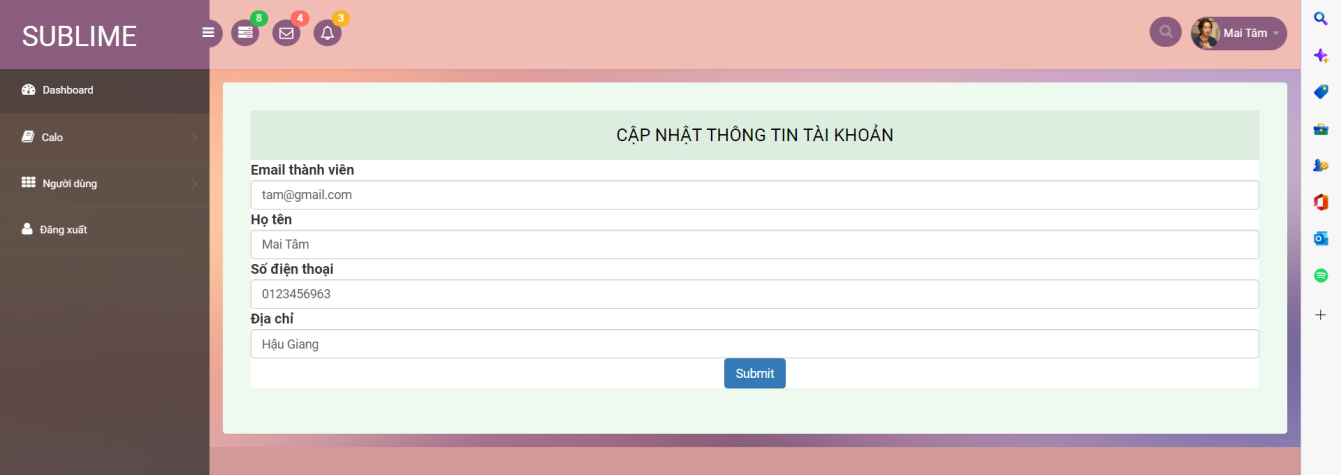 SUBLIME
8
4
3
Mai Tâm
Dashboard
Calo
Người dùng
Đăng xuất
CẬP NHẬT THÔNG TIN TÀI KHOẢN
Email thành viên
tam@gmail.com
Họ tên
Mai Tâm
Số điện thoại
0123456963
Địa chỉ
Hậu Giang
Submit